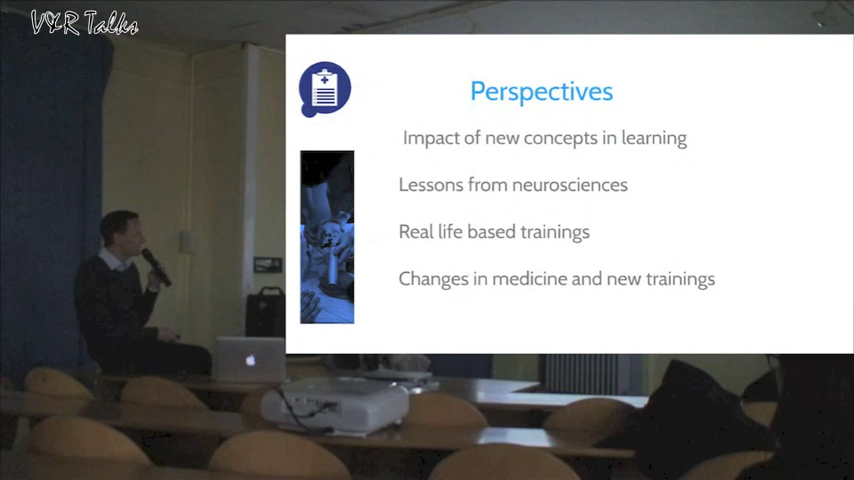 V&R Talks
Perspectives
Impact of new concepts in learning
Lessons from neurosciences
Real life based trainings
Changes in medicine and new trainings